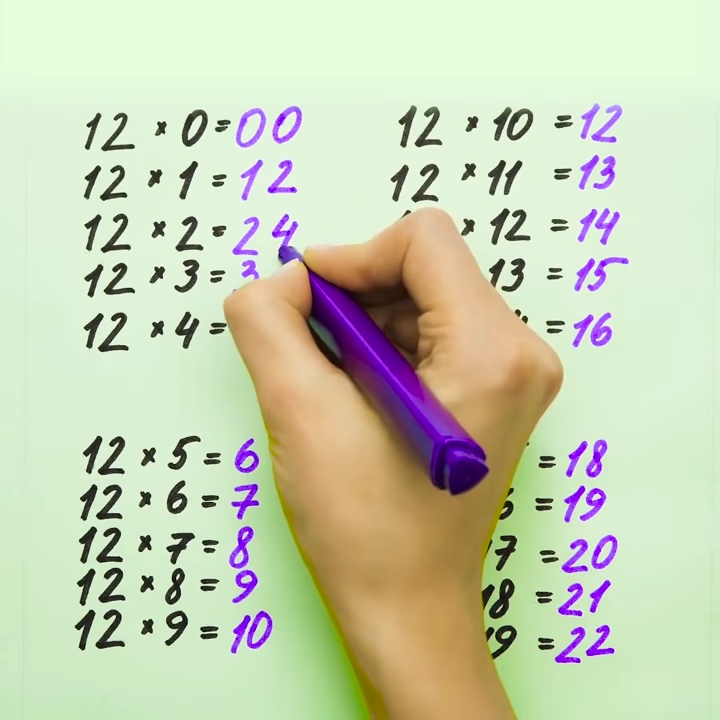 12 × 0 = 00
12 × 1 = 12
12 × 2 = 24
12 × 3 = 3
12 × 4 =
12 × 5 = 6
12 × 6 = 7
12 × 7 = 8
12 × 8 = 9
12 × 9 = 10
12 × 10 = 12
12 × 11 = 13
× 12 = 14
13 = 15
= 16
= 18
= 19
7 = 20
18 = 21
19 = 22